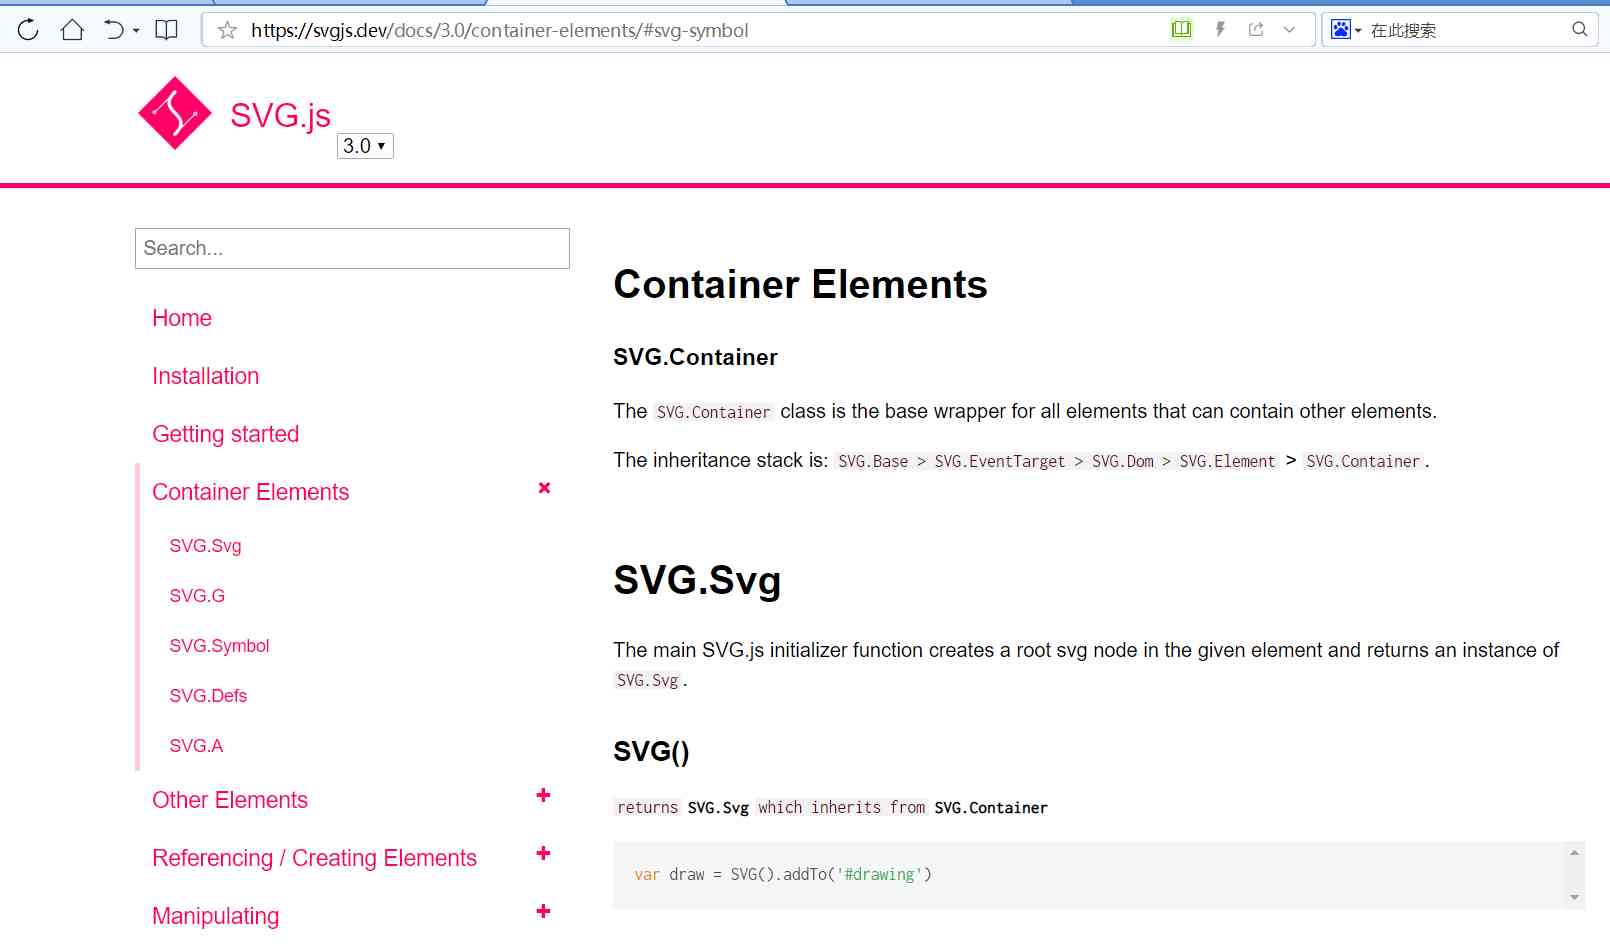 https://svgjs.dev/docs/3.0/container-elements/#svg-symbol
在此搜索
SVG.js
3.0
Search...
Home
Installation
Getting started
Container Elements
SVG.Svg
SVG.G
SVG.Symbol
SVG.Defs
SVG.A
Other Elements
Referencing / Creating Elements
Manipulating
Container Elements
SVG.Container
The SVG.Container class is the base wrapper for all elements that can contain other elements.
The inheritance stack is: SVG.Base > SVG.EventTarget > SVG.Dom > SVG.Element > SVG.Container.
SVG.Svg
The main SVG.js initializer function creates a root svg node in the given element and returns an instance of
SVG.Svg.
SVG()
returns SVG.Svg which inherits from SVG.Container
var draw = SVG().addTo('#drawing')